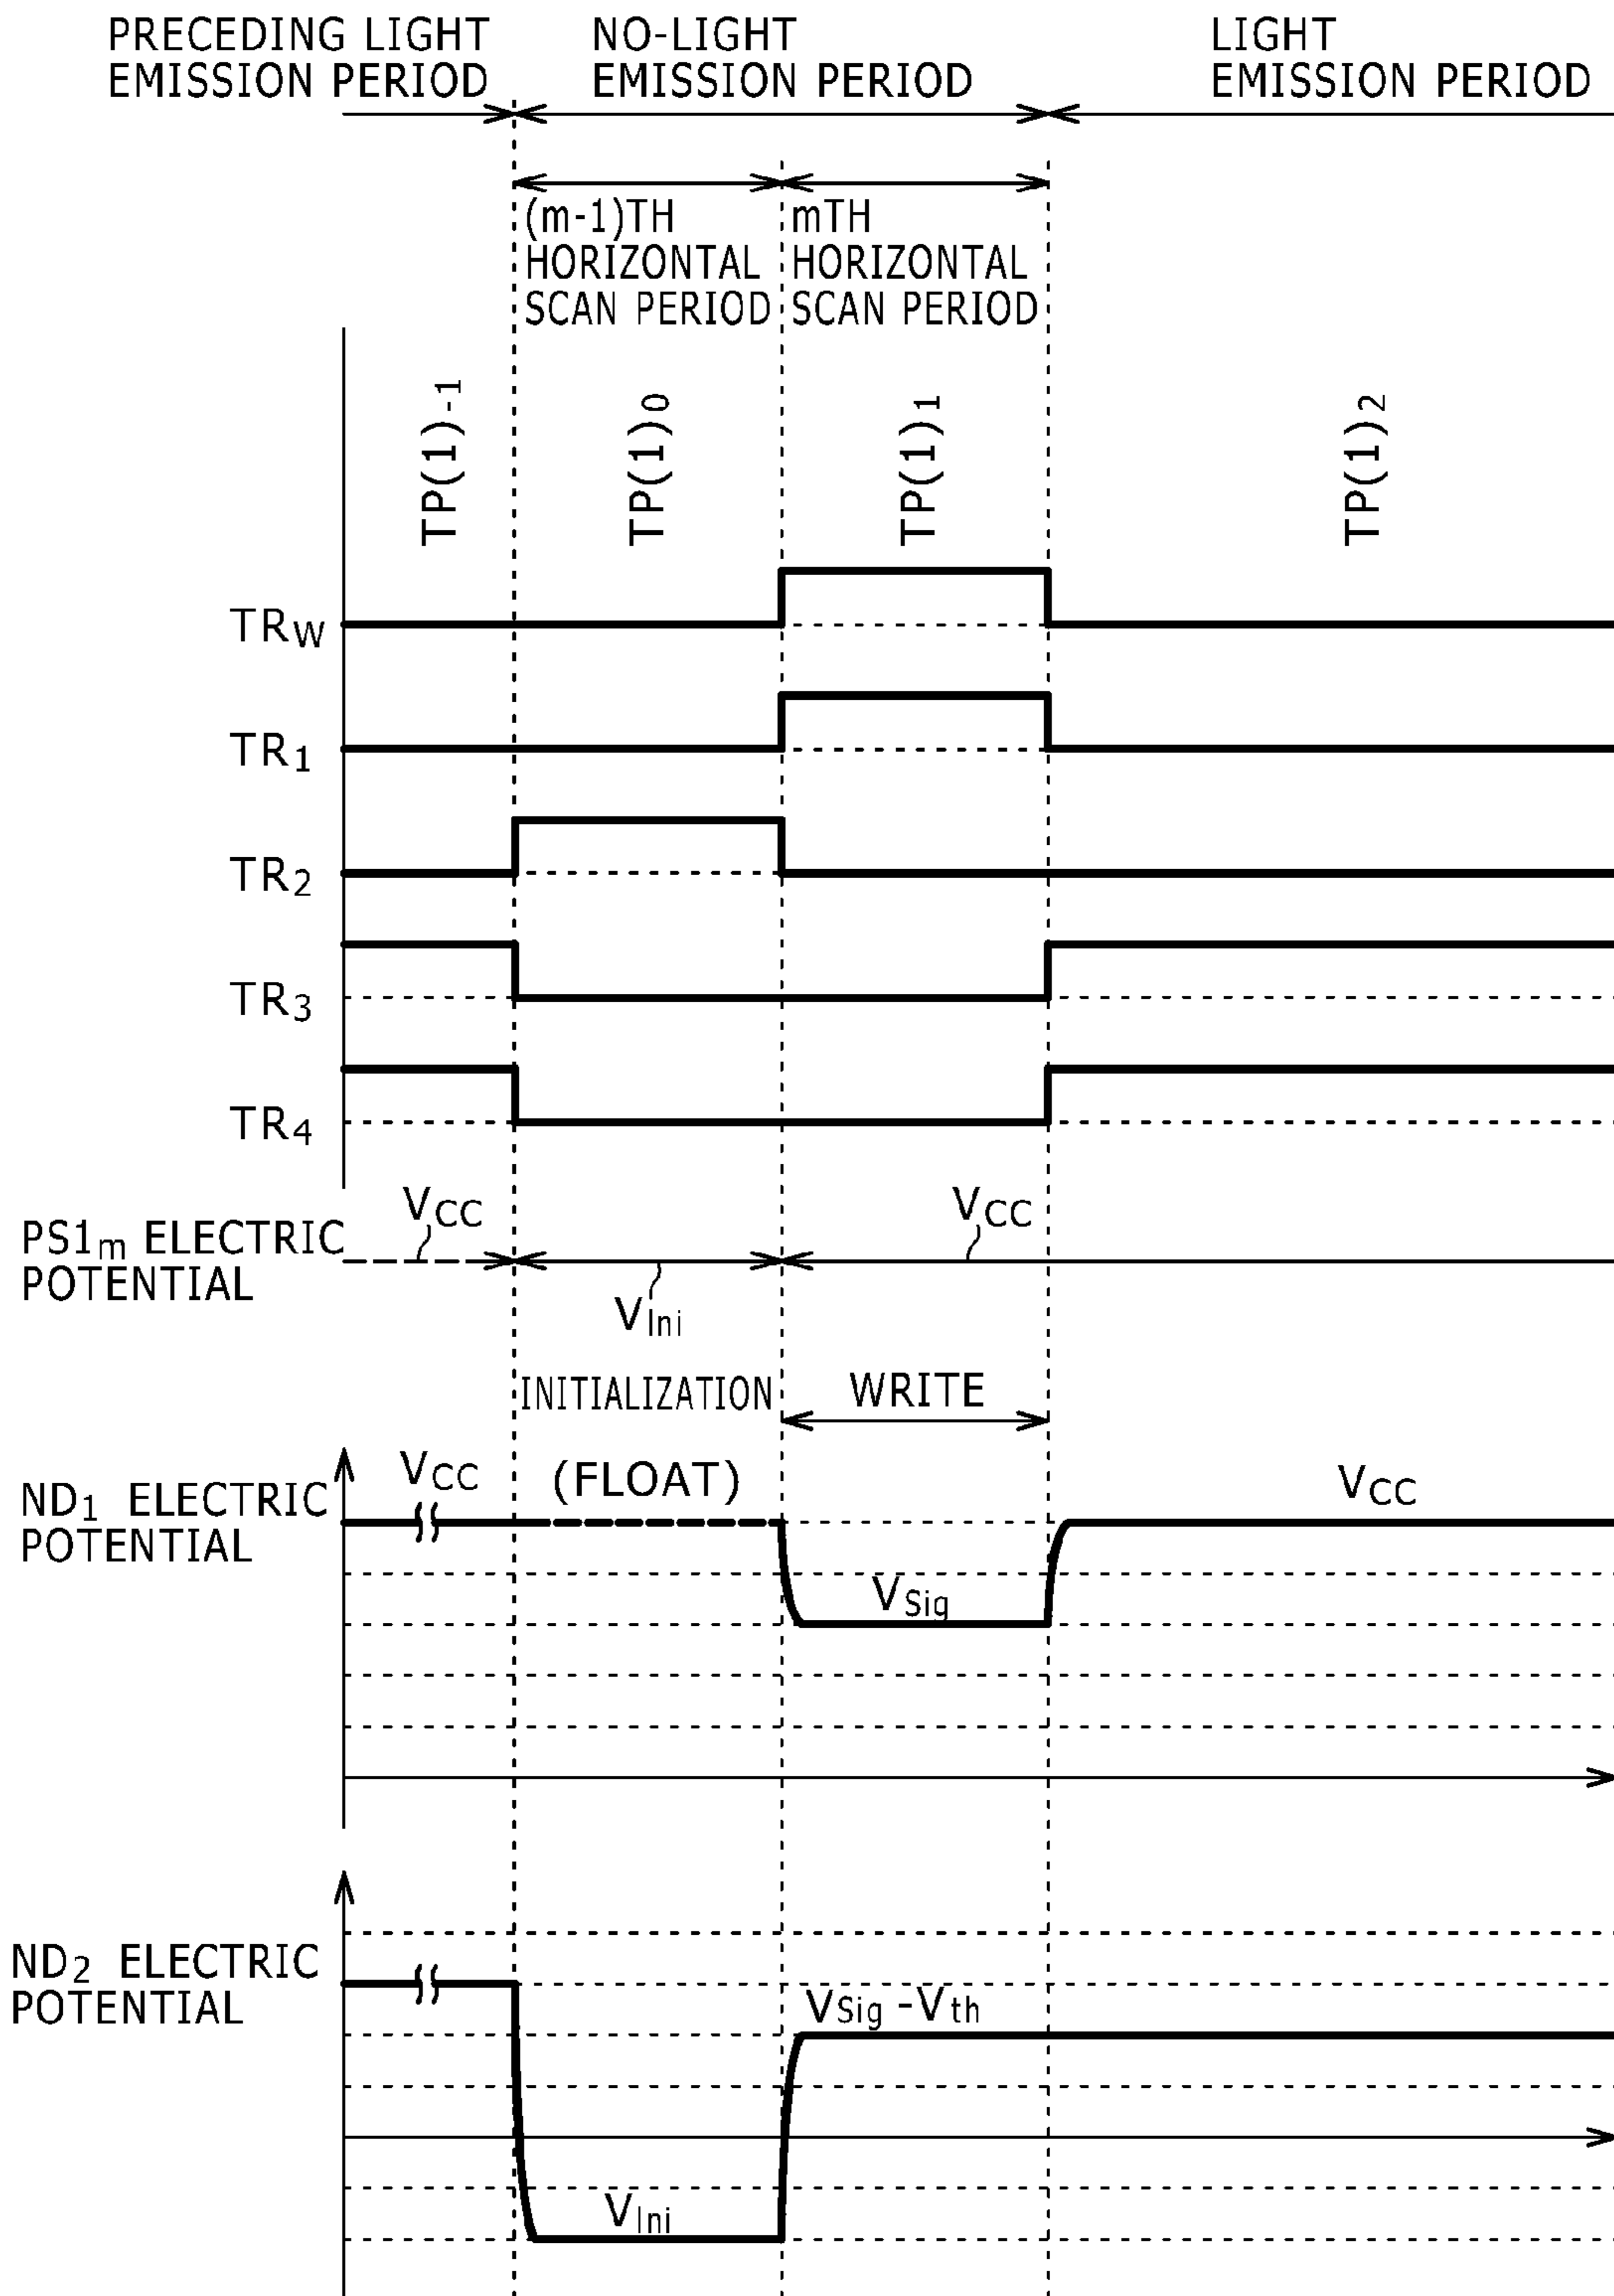 PRECEDING LIGHT
EMISSION PERIOD
NO-LIGHT
EMISSION PERIOD
LIGHT
EMISSION PERIOD
(m-1)TH
HORIZONTAL
SCAN PERIOD
mTH
HORIZONTAL
SCAN PERIOD
TP(1)-1
TP(1)0
TP(1)1
TP(1)2
TRW
TR1
TR2
TR3
TR4
PS1m ELECTRIC
POTENTIAL
VCC
VIni
VCC
INITIALIZATION
WRITE
ND1 ELECTRIC
POTENTIAL
VCC
(FLOAT)
VSig
VCC
ND2 ELECTRIC
POTENTIAL
VSig -Vth
VIni